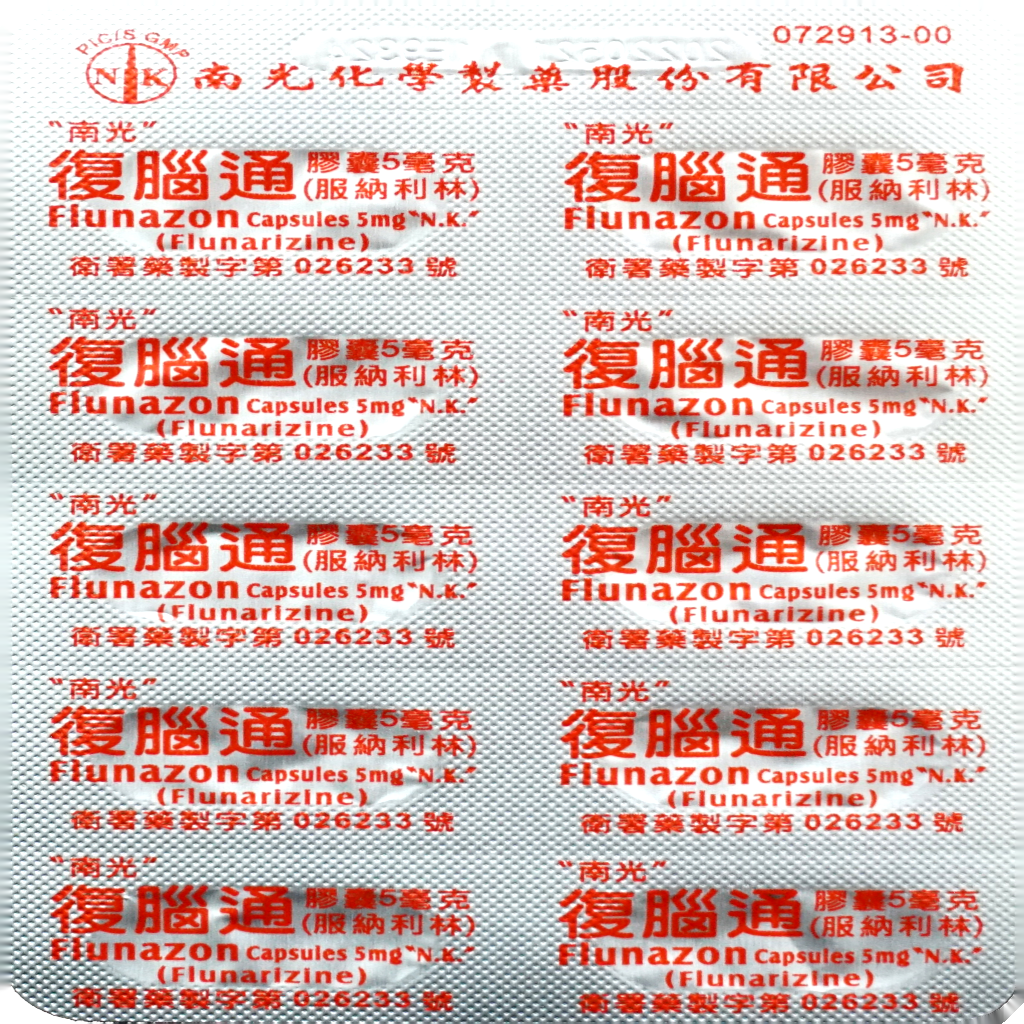 072913-00
PIC/S GMP
NK 南光化學製藥股份有限公司
"南光" "南光"
復腦通 膠囊5毫克 (服納利林) 復腦通 膠囊5毫克 (服納利林)
Flunazon Capsules 5mg "N.K." Flunazon Capsules 5mg "N.K."
(Flunarizine) (Flunarizine)
衛署藥製字第 026233 號 衛署藥製字第 026233 號
"南光" "南光"
復腦通 膠囊5毫克 (服納利林) 復腦通 膠囊5毫克 (服納利林)
Flunazon Capsules 5mg "N.K." Flunazon Capsules 5mg "N.K."
(Flunarizine) (Flunarizine)
衛署藥製字第 026233 號 衛署藥製字第 026233 號
"南光" "南光"
復腦通 膠囊5毫克 (服納利林) 復腦通 膠囊5毫克 (服納利林)
Flunazon Capsules 5mg "N.K." Flunazon Capsules 5mg "N.K."
(Flunarizine) (Flunarizine)
衛署藥製字第 026233 號 衛署藥製字第 026233 號
"南光" "南光"
復腦通 膠囊5毫克 (服納利林) 復腦通 膠囊5毫克 (服納利林)
Flunazon Capsules 5mg "N.K." Flunazon Capsules 5mg "N.K."
(Flunarizine) (Flunarizine)
衛署藥製字第 026233 號 衛署藥製字第 026233 號
"南光" "南光"
復腦通 膠囊5毫克 (服納利林) 復腦通 膠囊5毫克 (服納利林)
Flunazon Capsules 5mg "N.K." Flunazon Capsules 5mg "N.K."
(Flunarizine) (Flunarizine)
衛署藥製字第 026233 號 衛署藥製字第 026233 號